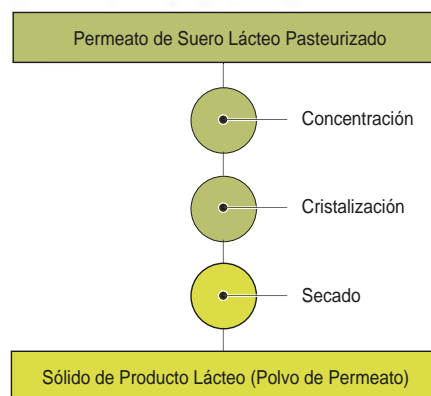 Permeato de Suero Lácteo Pasteurizado
Concentración
Cristalización
Secado
Sólido de Producto Lácteo (Polvo de Permeato)